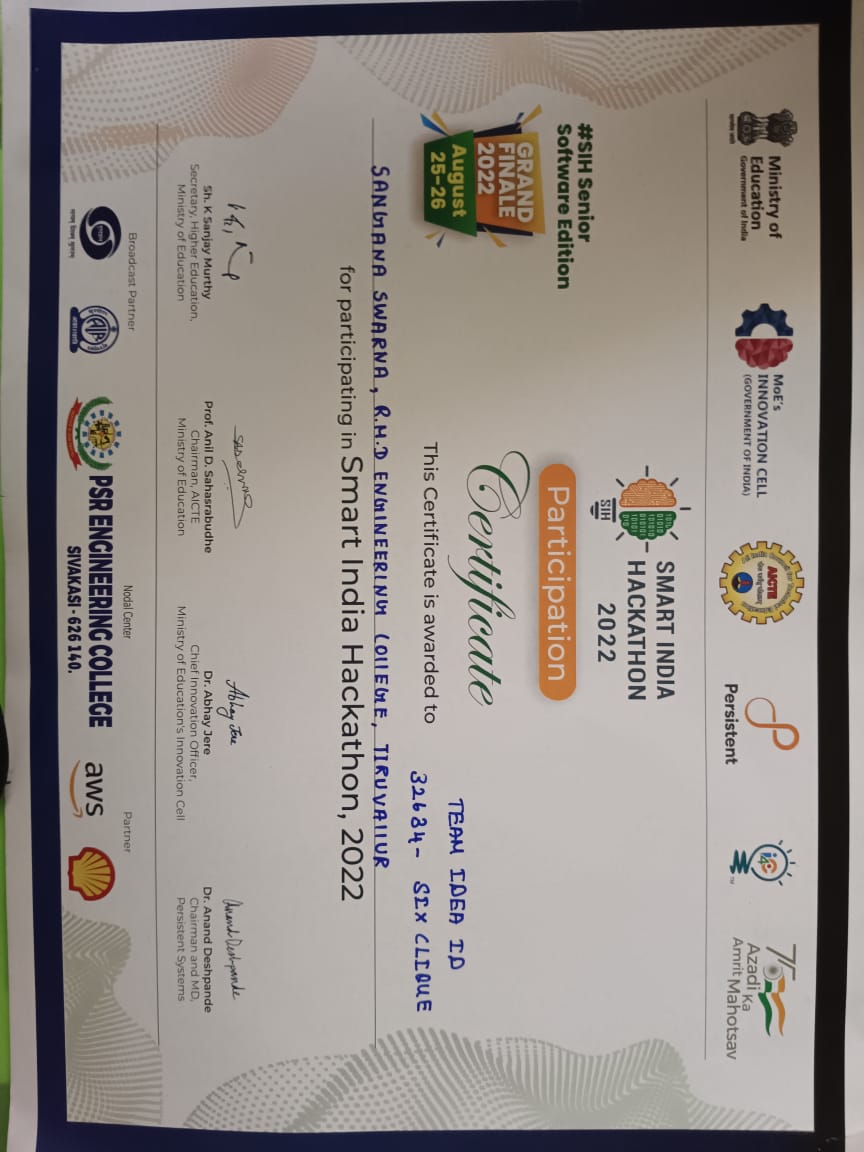 Ministry of
Education
Government of India
MoE's
INNOVATION CELL
(GOVERNMENT OF INDIA)
AICTE
Persistent
75
Azadi Ka
Amrit Mahotsav
SIH
SMART INDIA
HACKATHON
2022
#SIH Senior
Software Edition
GRAND
FINALE
2022
August
25-26
Participation
Certificate
TEAM IDEA ID
This Certificate is awarded to
32634 - SIX CLIQUE
SANGANA SWARNA, R.M.D ENGINEERING COllEGE, TIRUVAllUR
for participating in Smart India Hackathon, 2022
Sh. K Sanjay Murthy
Secretary, Higher Education,
Ministry of Education
Prof. Anil D. Sahasrabudhe
Chairman, AICTE
Ministry of Education
Abhay Jere
Dr. Abhay Jere
Chief Innovation Officer,
Ministry of Education's Innovation Cell
Anand Deshpande
Dr. Anand Deshpande
Chairman and MD,
Persistent Systems
Broadcast Partner
Nodal Center
Partner
PSR ENGINEERING COLLEGE
SIVAKASI - 626 140.
aws